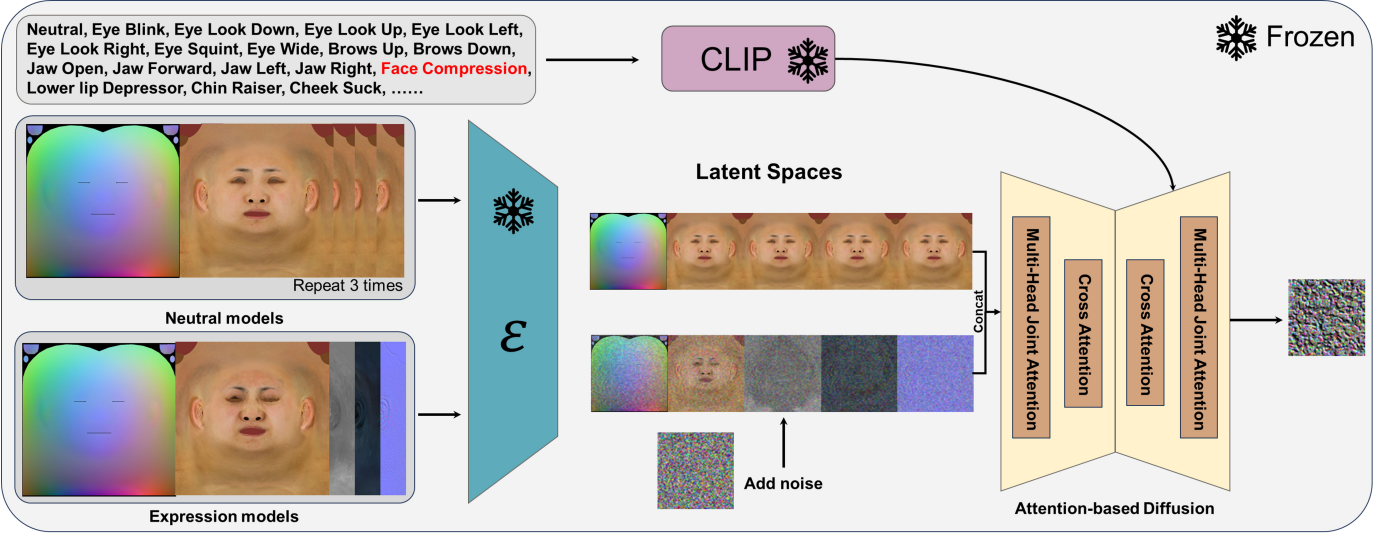 Neutral, Eye Blink, Eye Look Down, Eye Look Up, Eye Look Left,
Eye Look Right, Eye Squint, Eye Wide, Brows Up, Brows Down,
Jaw Open, Jaw Forward, Jaw Left, Jaw Right, Face Compression,
Lower lip Depressor, Chin Raiser, Cheek Suck, ……
CLIP
Frozen
Repeat 3 times
Neutral models
Expression models
ε
Latent Spaces
Add noise
Concat
Multi-Head Joint Attention
Cross Attention
Cross Attention
Multi-Head Joint Attention
Attention-based Diffusion